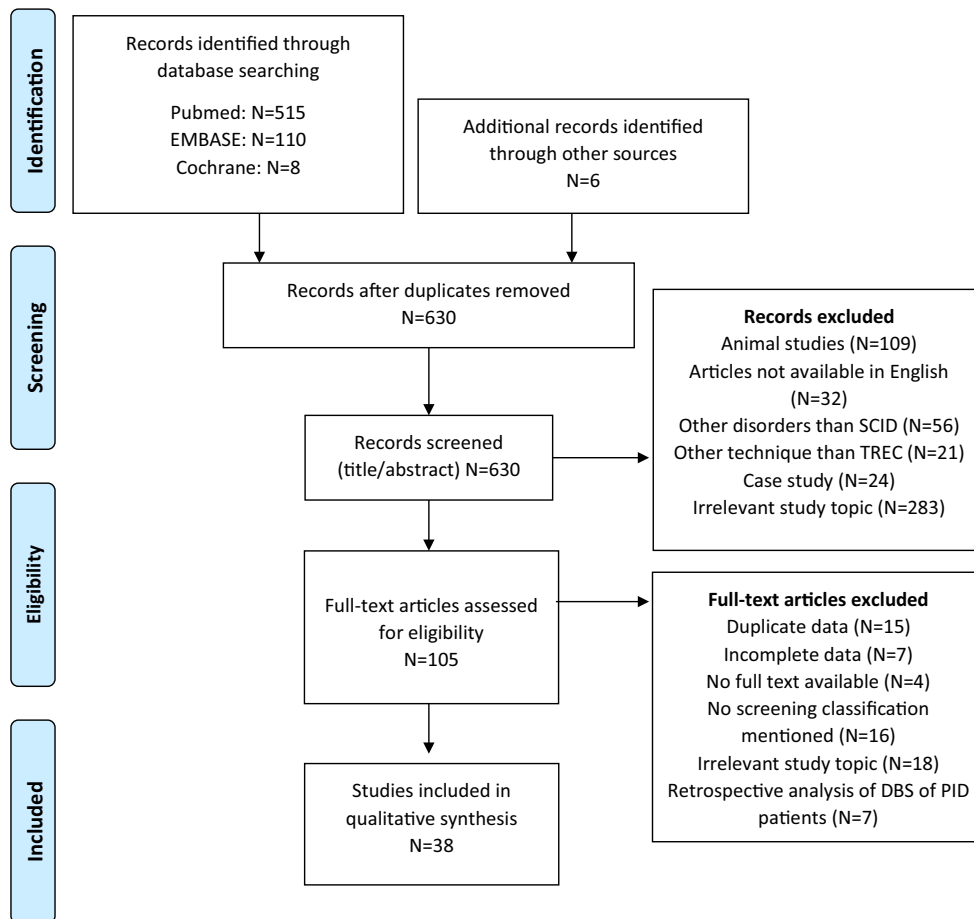 Identification
Records identified through
database searching
Pubmed: N=515
EMBASE: N=110
Cochrane: N=8
Additional records identified
through other sources
N=6
Screening
Records after duplicates removed
N=630
Records screened
(title/abstract) N=630
Records excluded
Animal studies (N=109)
Articles not available in English
(N=32)
Other disorders than SCID (N=56)
Other technique than TREC (N=21)
Case study (N=24)
Irrelevant study topic (N=283)
Eligibility
Full-text articles assessed
for eligibility
N=105
Full-text articles excluded
Duplicate data (N=15)
Incomplete data (N=7)
No full text available (N=4)
No screening classification
mentioned (N=16)
Irrelevant study topic (N=18)
Retrospective analysis of DBS of PID
patients (N=7)
Included
Studies included in
qualitative synthesis
N=38